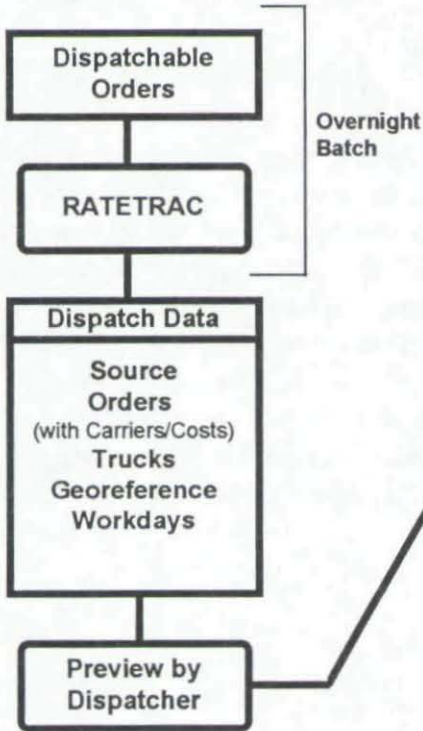 Dispatchable
Orders
Overnight
Batch
RATETRAC
Dispatch Data
Source
Orders
(with Carriers/Costs)
Trucks
Georeference
Workdays
Preview by
Dispatcher